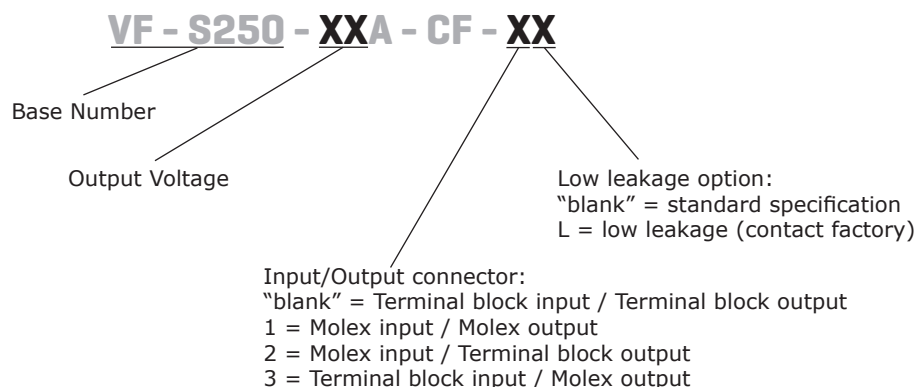 VF - S250 - XXA - CF - XX
Base Number
Output Voltage
Low leakage option:
“blank” = standard specification
L = low leakage (contact factory)
Input/Output connector:
“blank” = Terminal block input / Terminal block output
1 = Molex input / Molex output
2 = Molex input / Terminal block output
3 = Terminal block input / Molex output